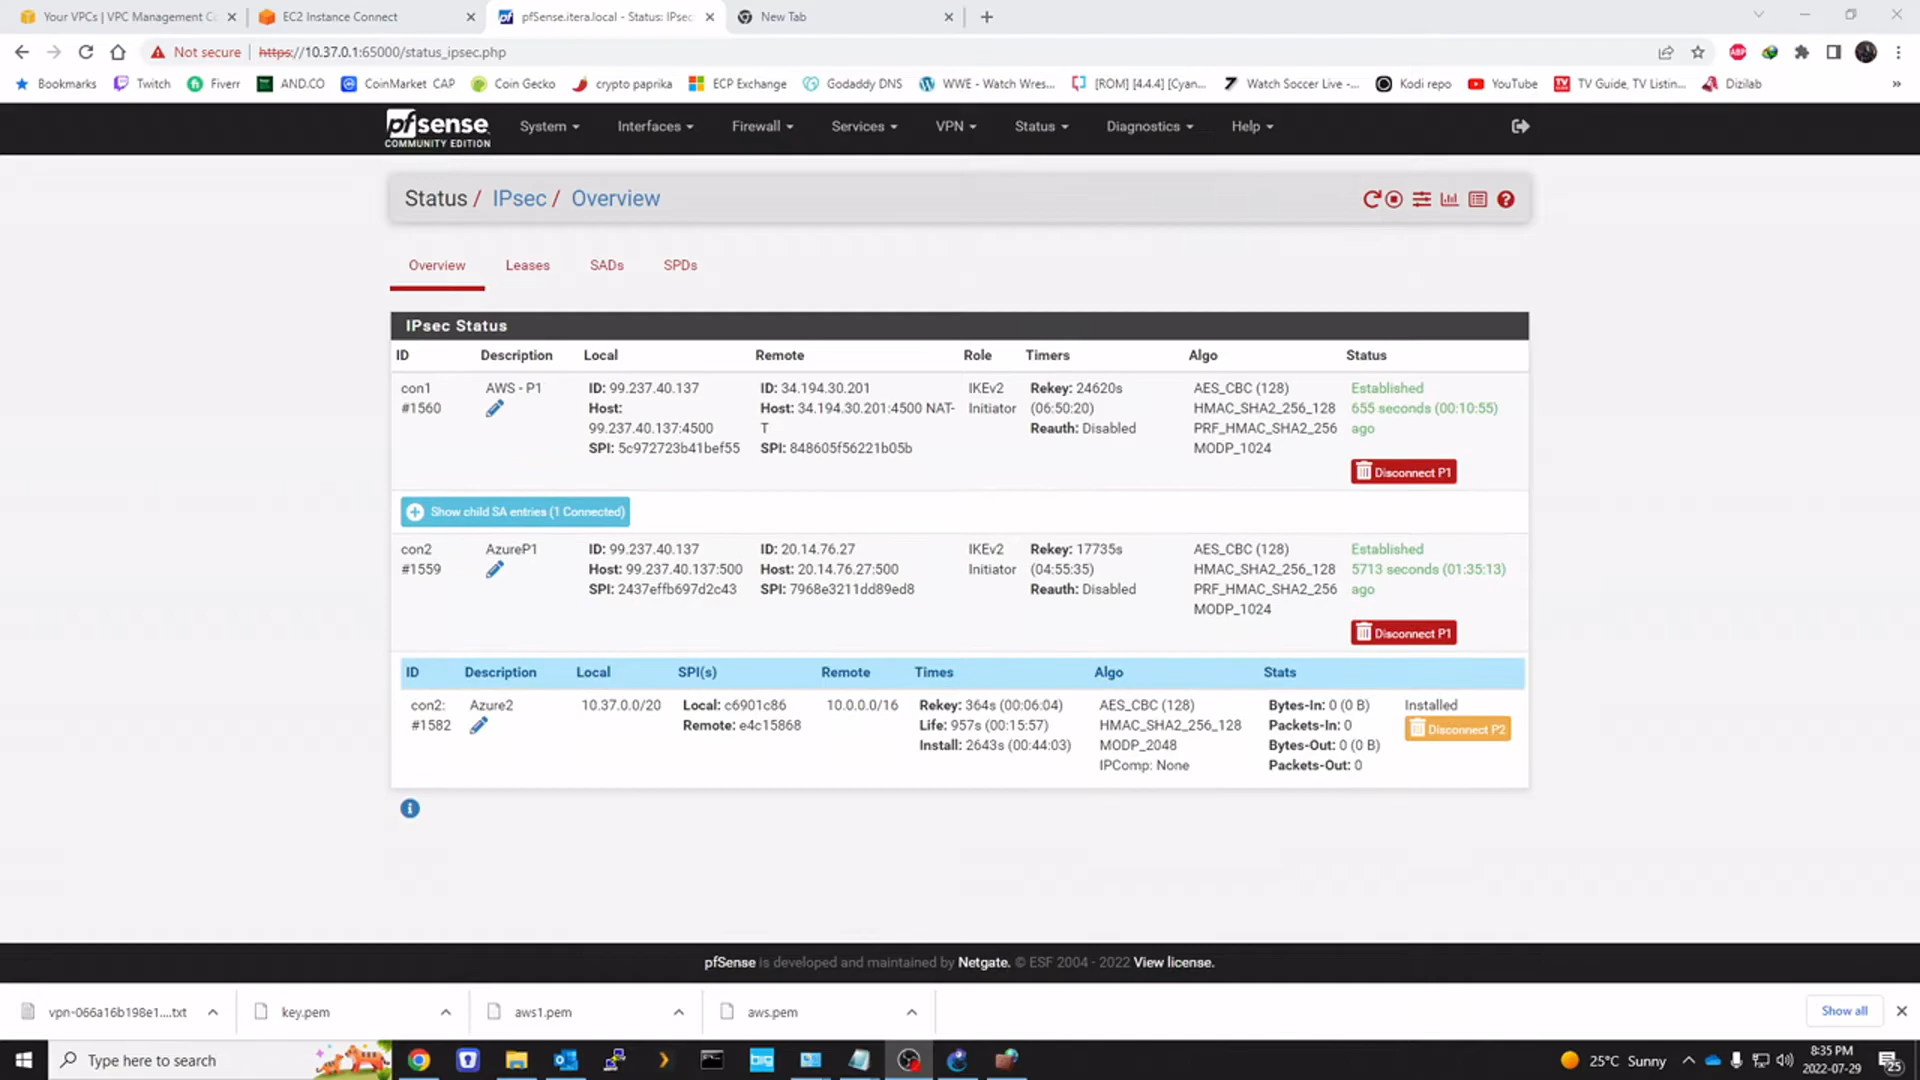 Your VPCs | VPC Management Co
EC2 Instance Connect
pfSense.itera.local - Status: IPsec
New Tab
Not secure
https://10.37.0.1:65000/status_ipsec.php
ABP
Bookmarks
Twitch
Fiverr
AND.CO
CoinMarket CAP
Coin Gecko
crypto paprika
ECP Exchange
Godaddy DNS
WWE - Watch Wres...
[ROM] [4.4.4] [Cyan...
Watch Soccer Live -...
Kodi repo
YouTube
TV Guide, TV Listin...
Dizilab
»
pfsense
COMMUNITY EDITION
System
Interfaces
Firewall
Services
VPN
Status
Diagnostics
Help
Status / IPsec / Overview
Overview
Leases
SADs
SPDs
IPsec Status
ID Description Local Remote Role Timers Algo Status
con1 AWS - P1 ID: 99.237.40.137 ID: 34.194.30.201 IKEv2 Rekey: 24620s AES_CBC (128) Established
#1560 Host: Host: 34.194.30.201:4500 NAT- Initiator (06:50:20) HMAC_SHA2_256_128 655 seconds (00:10:55)
99.237.40.137:4500 T Reauth: Disabled PRF_HMAC_SHA2_256 ago
SPI: 5c972723b41bef55 SPI: 848605f56221b05b MODP_1024
Disconnect P1
Show child SA entries (1 Connected)
con2 AzureP1 ID: 99.237.40.137 ID: 20.14.76.27 IKEv2 Rekey: 17735s AES_CBC (128) Established
#1559 Host: 99.237.40.137:500 Host: 20.14.76.27:500 Initiator (04:55:35) HMAC_SHA2_256_128 5713 seconds (01:35:13)
SPI: 2437effb697d2c43 SPI: 7968e3211dd89ed8 Reauth: Disabled PRF_HMAC_SHA2_256 ago
MODP_1024
Disconnect P1
ID Description Local SPI(s) Remote Times Algo Stats
con2: Azure2 10.37.0.0/20 Local: c6901c86 10.0.0.0/16 Rekey: 364s (00:06:04) AES_CBC (128) Bytes-In: 0 (0 B) Installed
#1582 Remote: e4c15868 Life: 957s (00:15:57) HMAC_SHA2_256_128 Packets-In: 0 Disconnect P2
Install: 2643s (00:44:03) MODP_2048 Bytes-Out: 0 (0 B)
IPComp: None Packets-Out: 0
pfSense is developed and maintained by Netgate. © ESF 2004 - 2022 View license.
vpn-066a16b198e1....txt
key.pem
aws1.pem
aws.pem
Show all
Type here to search
25°C Sunny
8:35 PM
2022-07-29
25